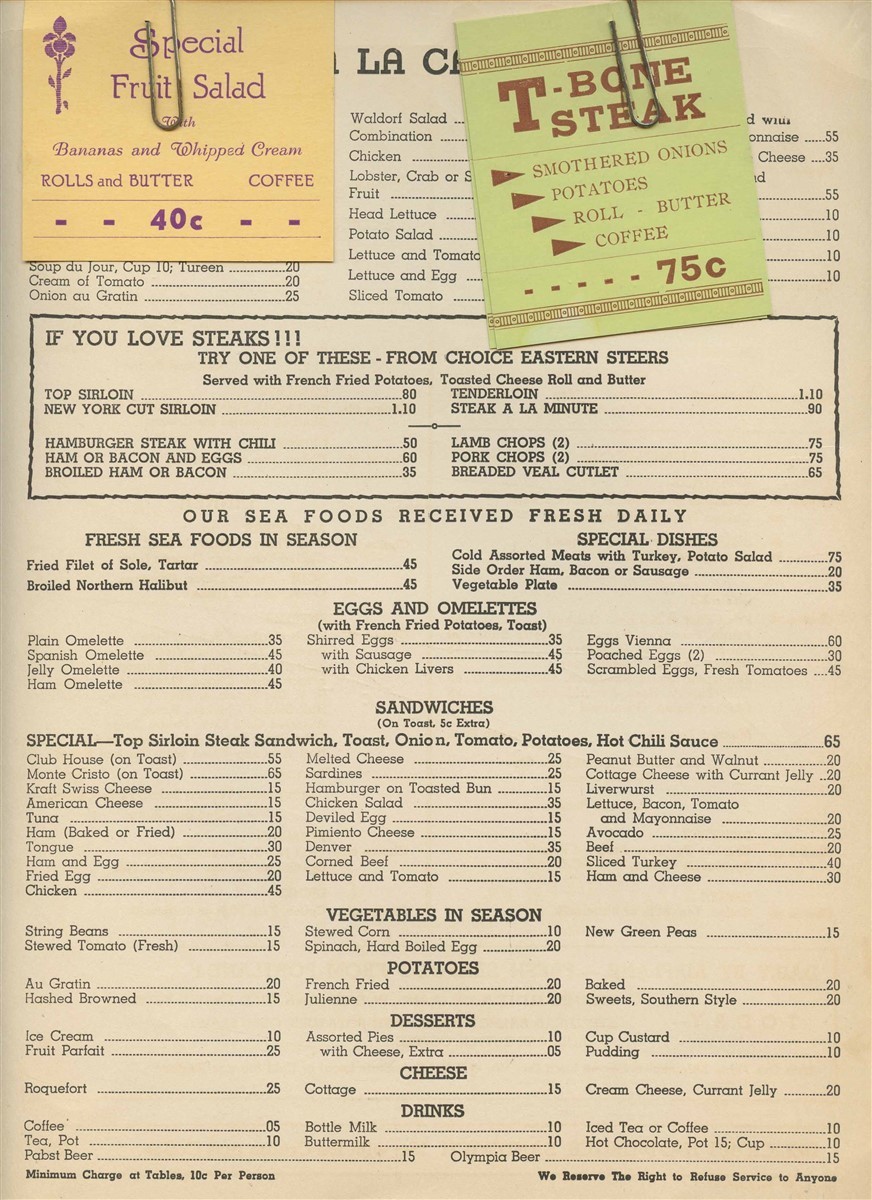 Special
Fruit Salad
With
Bananas and Whipped Cream
ROLLS and BUTTER COFFEE
- - 40c - -
LA
T-BONE
STEAK
SMOTHERED ONIONS
POTATOES
ROLL - BUTTER
COFFEE
- - - - - 75c
Waldorf Salad
Combination
Chicken
Lobster, Crab or
Fruit
Head Lettuce
Potato Salad
Lettuce and Tomato
Lettuce and Egg
Sliced Tomato
.55
Cheese .35
.55
.10
.10
.10
.10
Soup du Jour, Cup 10; Tureen .20
Cream of Tomato .20
Onion au Gratin .25
IF YOU LOVE STEAKS!!!
TRY ONE OF THESE - FROM CHOICE EASTERN STEERS
Served with French Fried Potatoes, Toasted Cheese Roll and Butter
TOP SIRLOIN .80 TENDERLOIN 1.10
NEW YORK CUT SIRLOIN 1.10 STEAK A LA MINUTE .90
HAMBURGER STEAK WITH CHILI .50 LAMB CHOPS (2) .75
HAM OR BACON AND EGGS .60 PORK CHOPS (2) .75
BROILED HAM OR BACON .35 BREADED VEAL CUTLET .65
OUR SEA FOODS RECEIVED FRESH DAILY
FRESH SEA FOODS IN SEASON
Fried Filet of Sole, Tartar .45
Broiled Northern Halibut .45
SPECIAL DISHES
Cold Assorted Meats with Turkey, Potato Salad .75
Side Order Ham, Bacon or Sausage .20
Vegetable Plate .35
EGGS AND OMELETTES
(with French Fried Potatoes, Toast)
Plain Omelette .35 Shirred Eggs .35 Eggs Vienna .60
Spanish Omelette .45 with Sausage .45 Poached Eggs (2) .30
Jelly Omelette .40 with Chicken Livers .45 Scrambled Eggs, Fresh Tomatoes .45
Ham Omelette .45
SANDWICHES
(On Toast, 5c Extra)
SPECIAL—Top Sirloin Steak Sandwich, Toast, Onion, Tomato, Potatoes, Hot Chili Sauce .65
Club House (on Toast) .55
Monte Cristo (on Toast) .65
Kraft Swiss Cheese .15
American Cheese .15
Tuna .15
Ham (Baked or Fried) .20
Tongue .30
Ham and Egg .25
Fried Egg .20
Chicken .45
Melted Cheese .25
Sardines .25
Hamburger on Toasted Bun .15
Chicken Salad .35
Deviled Egg .15
Pimiento Cheese .15
Denver .35
Corned Beef .20
Lettuce and Tomato .15
Peanut Butter and Walnut .20
Cottage Cheese with Currant Jelly .20
Liverwurst .20
Lettuce, Bacon, Tomato
and Mayonnaise .20
Avocado .25
Beef .20
Sliced Turkey .40
Ham and Cheese .30
VEGETABLES IN SEASON
String Beans .15 Stewed Corn .10 New Green Peas .15
Stewed Tomato (Fresh) .15 Spinach, Hard Boiled Egg .20
POTATOES
Au Gratin .20 French Fried .20 Baked .20
Hashed Browned .15 Julienne .20 Sweets, Southern Style .20
DESSERTS
Ice Cream .10 Assorted Pies .10 Cup Custard .10
Fruit Parfait .25 with Cheese, Extra .05 Pudding .10
CHEESE
Roquefort .25 Cottage .15 Cream Cheese, Currant Jelly .20
DRINKS
Coffee .05 Bottle Milk .10 Iced Tea or Coffee .10
Tea, Pot .10 Buttermilk .10 Hot Chocolate, Pot 15; Cup .10
Pabst Beer .15 Olympia Beer .15
Minimum Charge at Tables, 10c Per Person We Reserve The Right to Refuse Service to Anyone